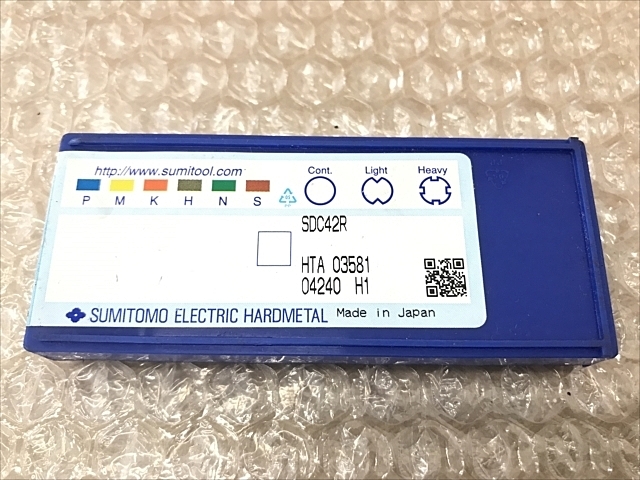 http://www.sumitool.com
Cont. Light Heavy
P M K H N S
SDC42R
HTA 03581
04240 H1
SUMITOMO ELECTRIC HARDMETAL Made in Japan